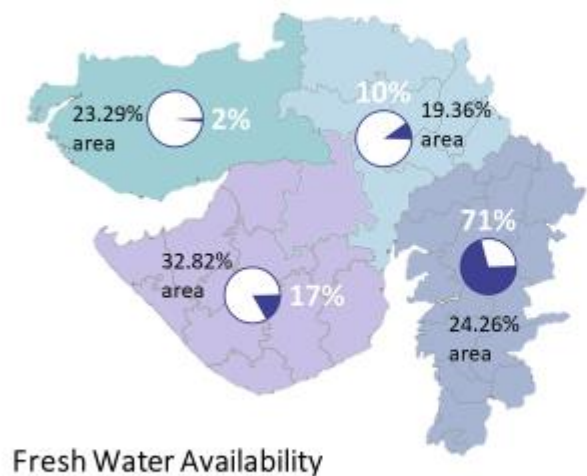 23.29%
area
2%
10%
19.36%
area
71%
24.26%
area
32.82%
area
17%
Fresh Water Availability